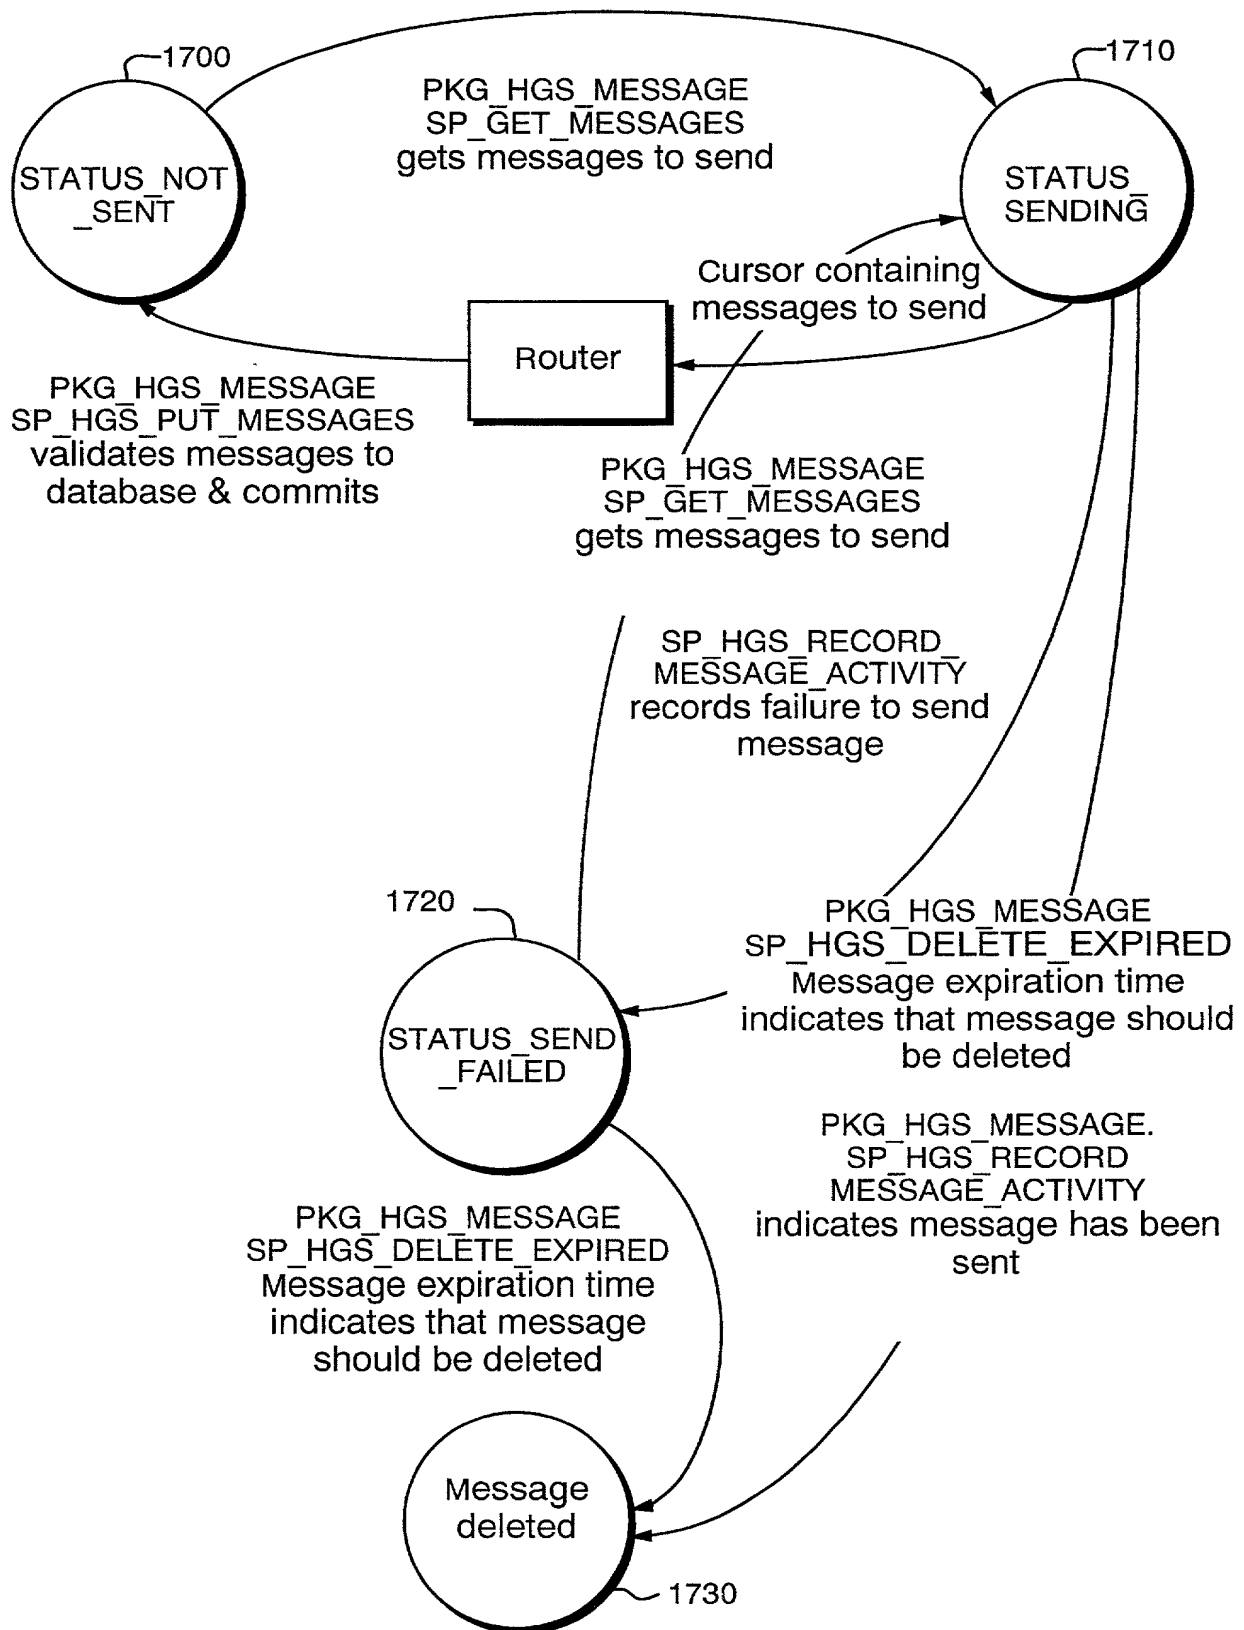 1700
1710
PKG_HGS_MESSAGE
SP_GET_MESSAGES
gets messages to send
STATUS_NOT
_SENT
STATUS_
SENDING
Cursor containing
messages to send
Router
PKG_HGS_MESSAGE
SP_HGS_PUT_MESSAGES
validates messages to
database & commits
PKG_HGS_MESSAGE
SP_GET_MESSAGES
gets messages to send
SP_HGS_RECORD_
MESSAGE_ACTIVITY
records failure to send
message
1720
PKG_HGS_MESSAGE
SP_HGS_DELETE_EXPIRED
Message expiration time
indicates that message should
be deleted
STATUS_SEND
_FAILED
PKG_HGS_MESSAGE.
SP_HGS_RECORD
MESSAGE_ACTIVITY
indicates message has been
sent
PKG_HGS_MESSAGE
SP_HGS_DELETE_EXPIRED
Message expiration time
indicates that message
should be deleted
Message
deleted
1730